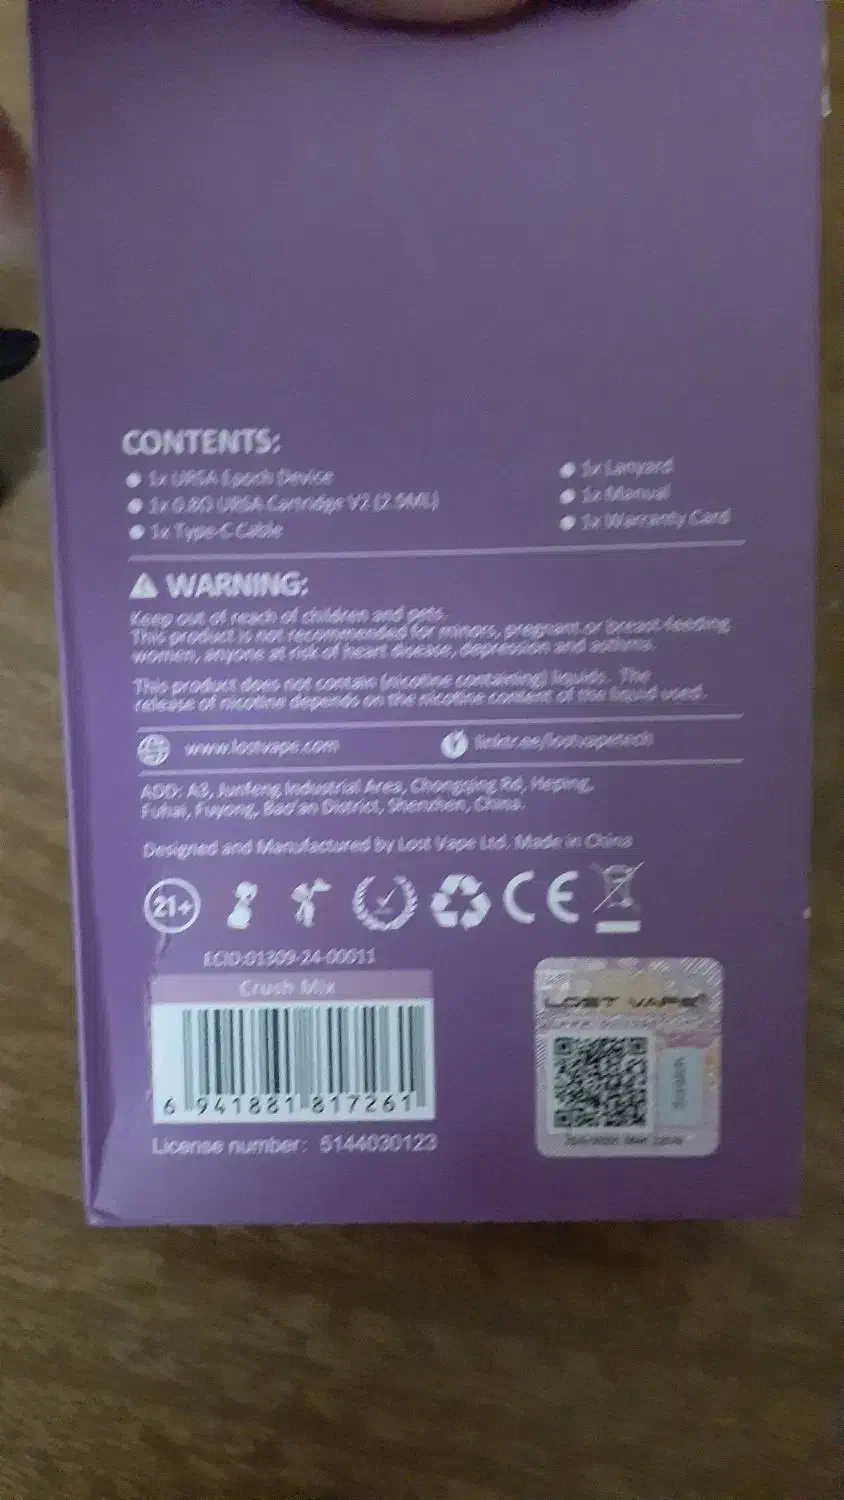 CONTENTS:
1x URSA Epoch Device
1x 0.8Ω URSA Cartridge V2 (2.5ML)
1x Type-C Cable
1x Lanyard
1x Manual
1x Warranty Card
WARNING:
Keep out of reach of children and pets.
This product is not recommended for minors, pregnant or breast-feeding
women, anyone at risk of heart disease, depression and asthma.
This product does not contain (nicotine containing) liquids. The
release of nicotine depends on the nicotine content of the liquid used.
www.lostvape.com
linktr.ee/lostvapetech
ADD: A3, Junfeng Industrial Area, Chongqing Rd, Heping,
Fuhai, Fuyong, Bao'an District, Shenzhen, China.
Designed and Manufactured by Lost Vape Ltd. Made in China
21+
CE
ECID:01309-24-00011
Crush Mix
6 941881 817261
License number: 5144030123
LOST VAPE